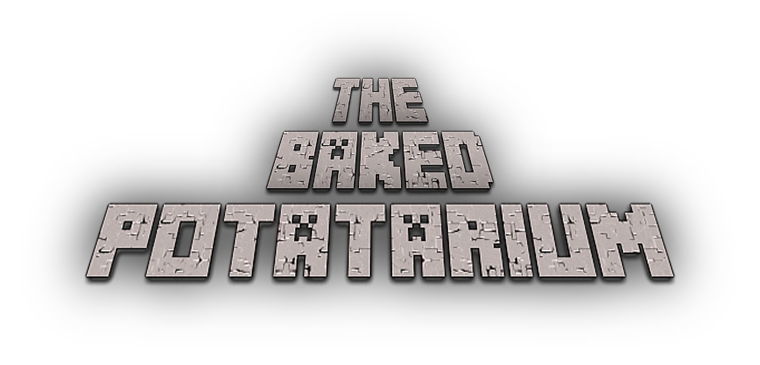 THE
BAKED
POTATARIUM